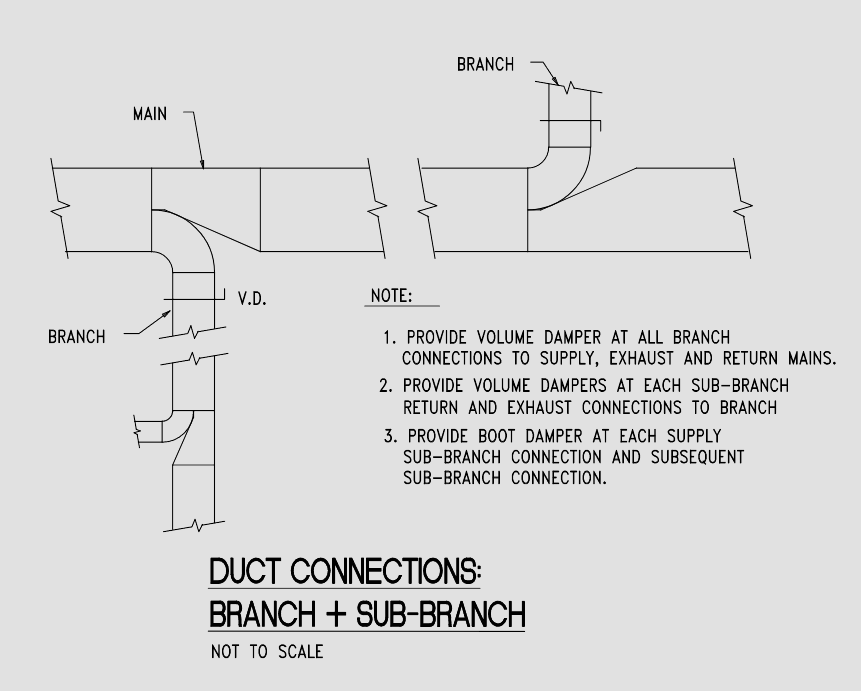 BRANCH
MAIN
V.D.
BRANCH
NOTE:
1. PROVIDE VOLUME DAMPER AT ALL BRANCH
CONNECTIONS TO SUPPLY, EXHAUST AND RETURN MAINS.
2. PROVIDE VOLUME DAMPERS AT EACH SUB-BRANCH
RETURN AND EXHAUST CONNECTIONS TO BRANCH
3. PROVIDE BOOT DAMPER AT EACH SUPPLY
SUB-BRANCH CONNECTION AND SUBSEQUENT
SUB-BRANCH CONNECTION.
DUCT CONNECTIONS:
BRANCH + SUB-BRANCH
NOT TO SCALE